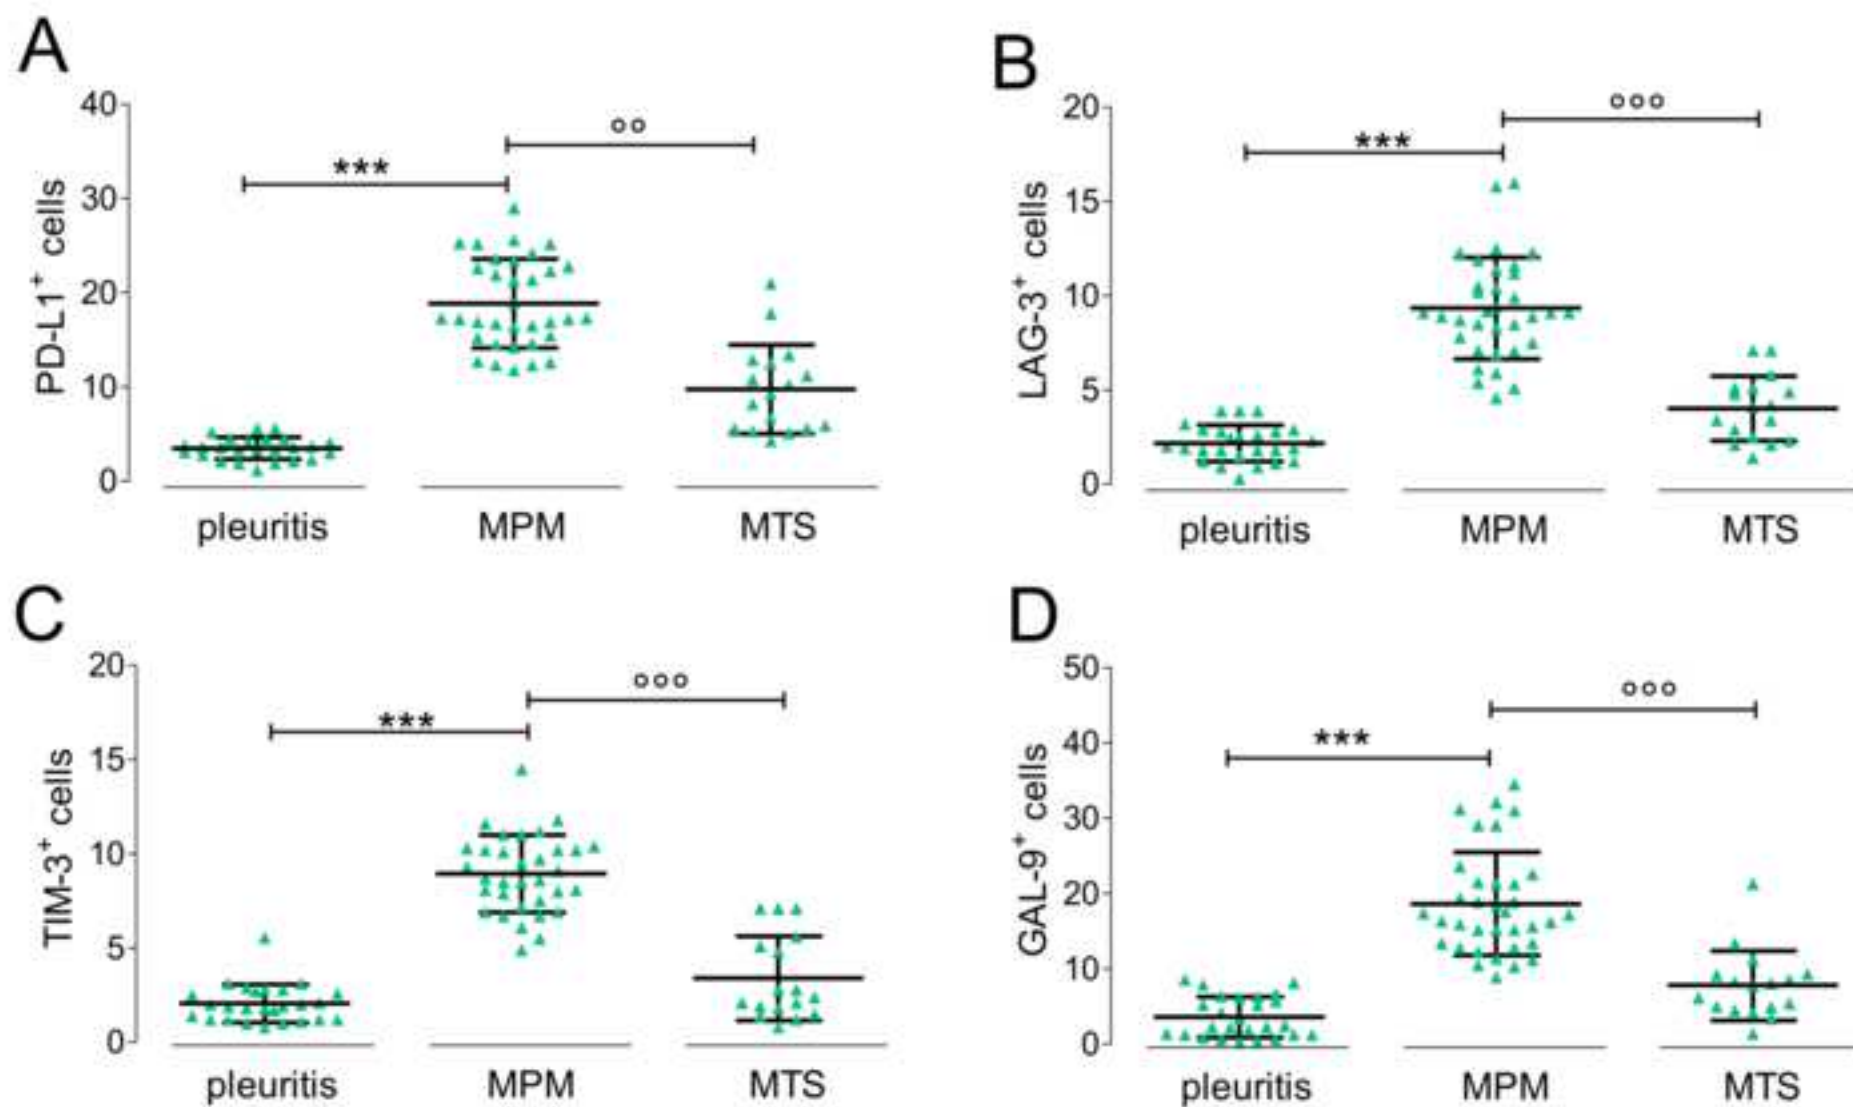 A
PD-L1⁺ cells
40
30
20
10
0
***
°°
pleuritis
MPM
MTS
B
LAG-3⁺ cells
20
15
10
5
0
***
°°°
pleuritis
MPM
MTS
C
TIM-3⁺ cells
20
15
10
5
0
***
°°°
pleuritis
MPM
MTS
D
GAL-9⁺ cells
50
40
30
20
10
0
***
°°°
pleuritis
MPM
MTS